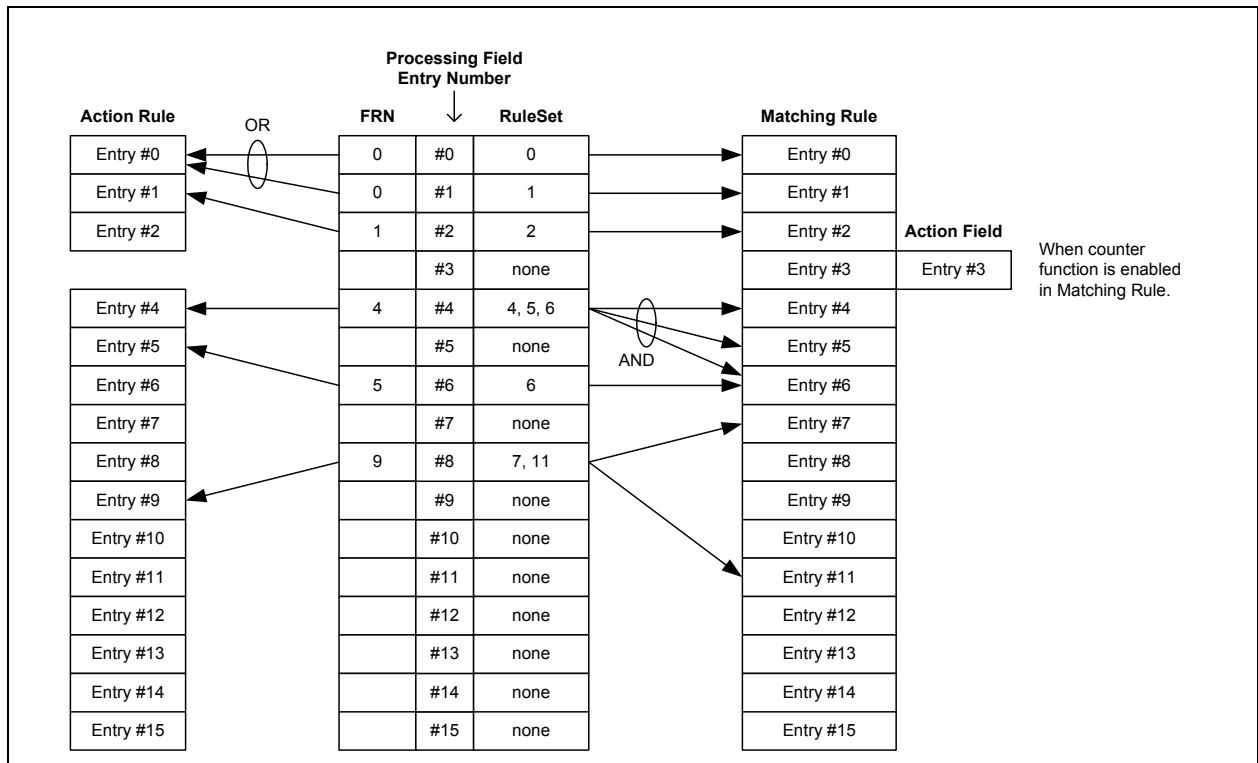 Processing Field
Entry Number
Action Rule OR FRN RuleSet Matching Rule
Entry #0 0 #0 0 Entry #0
Entry #1 0 #1 1 Entry #1
Entry #2 1 #2 2 Entry #2 Action Field
#3 none Entry #3 Entry #3
When counter
function is enabled
in Matching Rule.
Entry #4 4 #4 4, 5, 6 Entry #4
Entry #5 #5 none AND Entry #5
Entry #6 5 #6 6 Entry #6
Entry #7 #7 none Entry #7
Entry #8 9 #8 7, 11 Entry #8
Entry #9 #9 none Entry #9
Entry #10 #10 none Entry #10
Entry #11 #11 none Entry #11
Entry #12 #12 none Entry #12
Entry #13 #13 none Entry #13
Entry #14 #14 none Entry #14
Entry #15 #15 none Entry #15